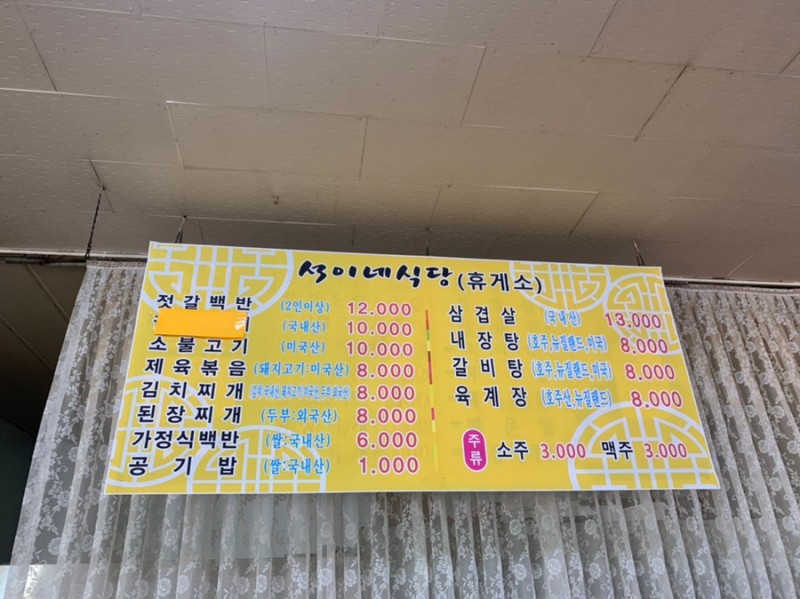 석이네식당(휴게소)
젓갈백반 (2인이상) 12.000
(국내산) 10.000
소불고기 (미국산) 10.000
제육볶음 (돼지고기:미국산) 8.000
김치찌개 8.000
된장찌개 (두부:외국산) 8.000
가정식백반 (쌀:국내산) 6.000
공기밥 (쌀:국내산) 1.000
삼겹살 (국내산) 13.000
내장탕 (호주,뉴질랜드,미국) 8.000
갈비탕 (호주,뉴질랜드,미국) 8.000
육계장 (호주산,뉴질랜드) 8.000
주류 소주 3.000 맥주 3.000